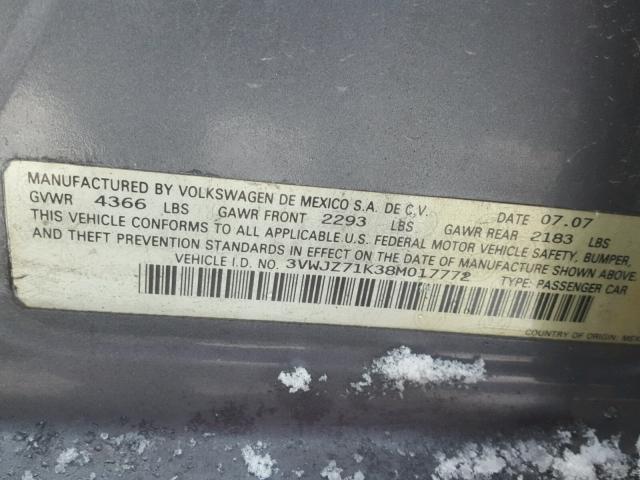 MANUFACTURED BY VOLKSWAGEN DE MEXICO S.A. DE C.V. DATE 07.07
GVWR 4366 LBS GAWR FRONT 2293 LBS GAWR REAR 2183 LBS
THIS VEHICLE CONFORMS TO ALL APPLICABLE U.S. FEDERAL MOTOR VEHICLE SAFETY, BUMPER,
AND THEFT PREVENTION STANDARDS IN EFFECT ON THE DATE OF MANUFACTURE SHOWN ABOVE.
VEHICLE I.D. NO. 3VWJZ71K38M017772 TYPE: PASSENGER CAR
COUNTRY OF ORIGIN: MEX